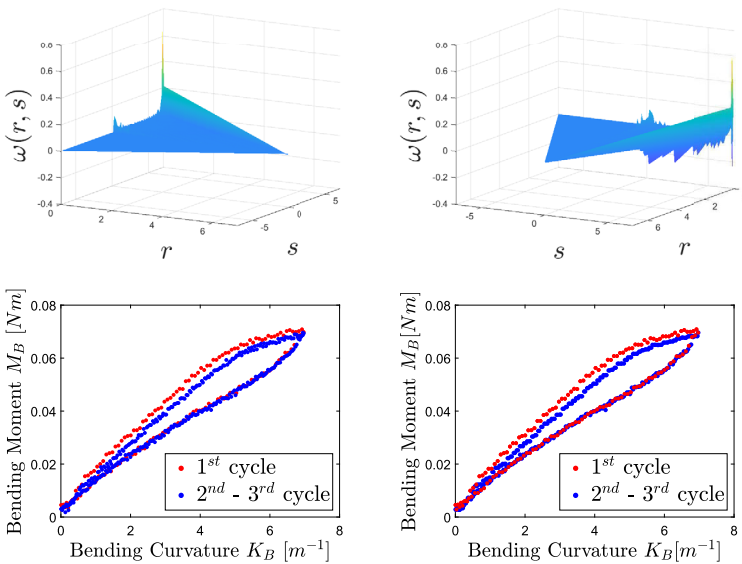 0.8
0.6
0.4
0.2
0
-0.2
-0.4
ω(r, s)
0
2
4
6
r
-5
0
5
s
0.8
0.6
0.4
0.2
0
-0.2
-0.4
ω(r, s)
-5
0
5
s
6
4
2
r
0.08
0.06
0.04
0.02
0
Bending Moment M_B [Nm]
1^st cycle
2^nd - 3^rd cycle
0 2 4 6 8
Bending Curvature K_B [m^−1]
0.08
0.06
0.04
0.02
0
Bending Moment M_B[Nm]
1^st cycle
2^nd - 3^rd cycle
0 2 4 6 8
Bending Curvature K_B[m^−1]